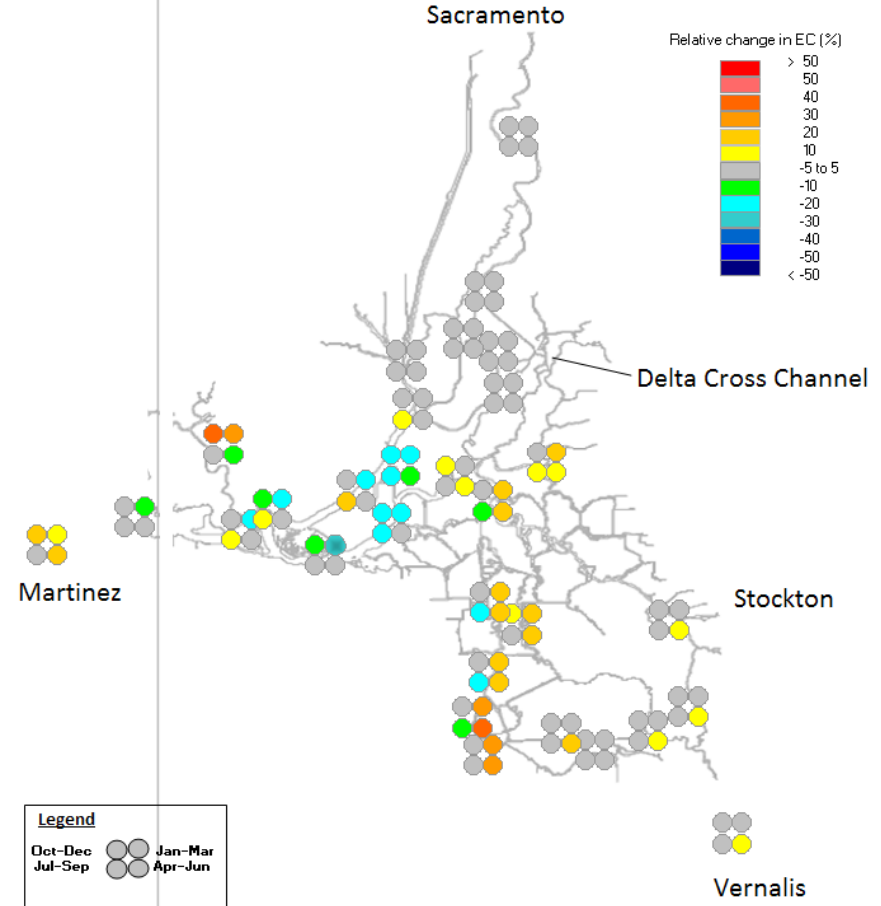 Sacramento
Relative change in EC (%)
> 50
50
40
30
20
10
-5 to 5
-10
-20
-30
-40
-50
< -50
Delta Cross Channel
Martinez
Stockton
Legend
Oct-Dec Jan-Mar
Jul-Sep Apr-Jun
Vernalis